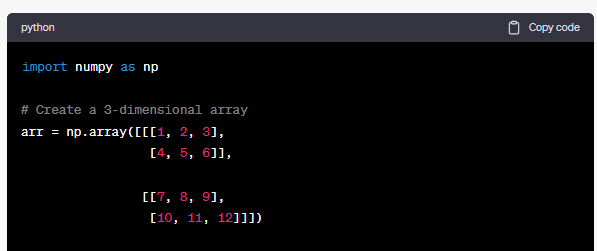 python Copy code
import numpy as np
# Create a 3-dimensional array
arr = np.array([[[1, 2, 3],
[4, 5, 6]],
[[7, 8, 9],
[10, 11, 12]]])